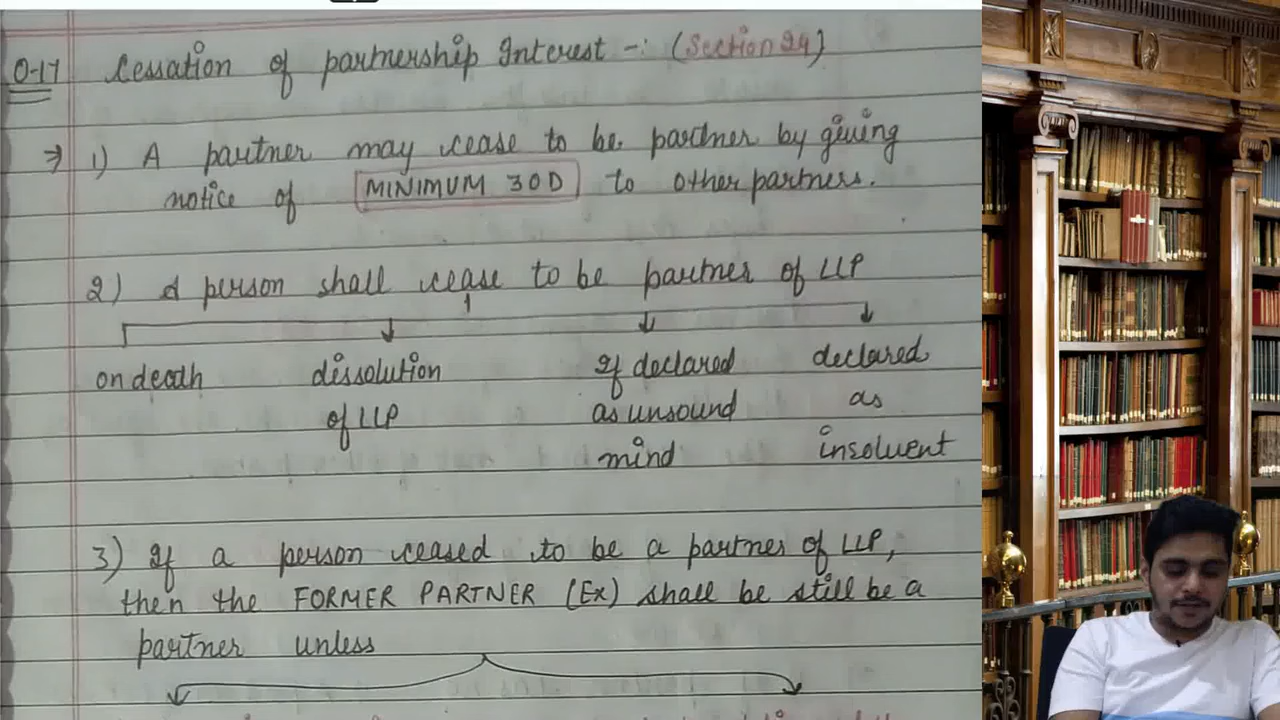 Q-17 Cessation of partnership Interest -: (Section 24)
⇒ 1) A partner may cease to be partner by giving
notice of MINIMUM 30D to other partners.
2) A person shall cease to be partner of LLP
on death dissolution If declared declared
of LLP as unsound as
mind insolvent
3) If a person ceased to be a partner of LLP,
then the FORMER PARTNER (Ex) shall be still be a
partner unless